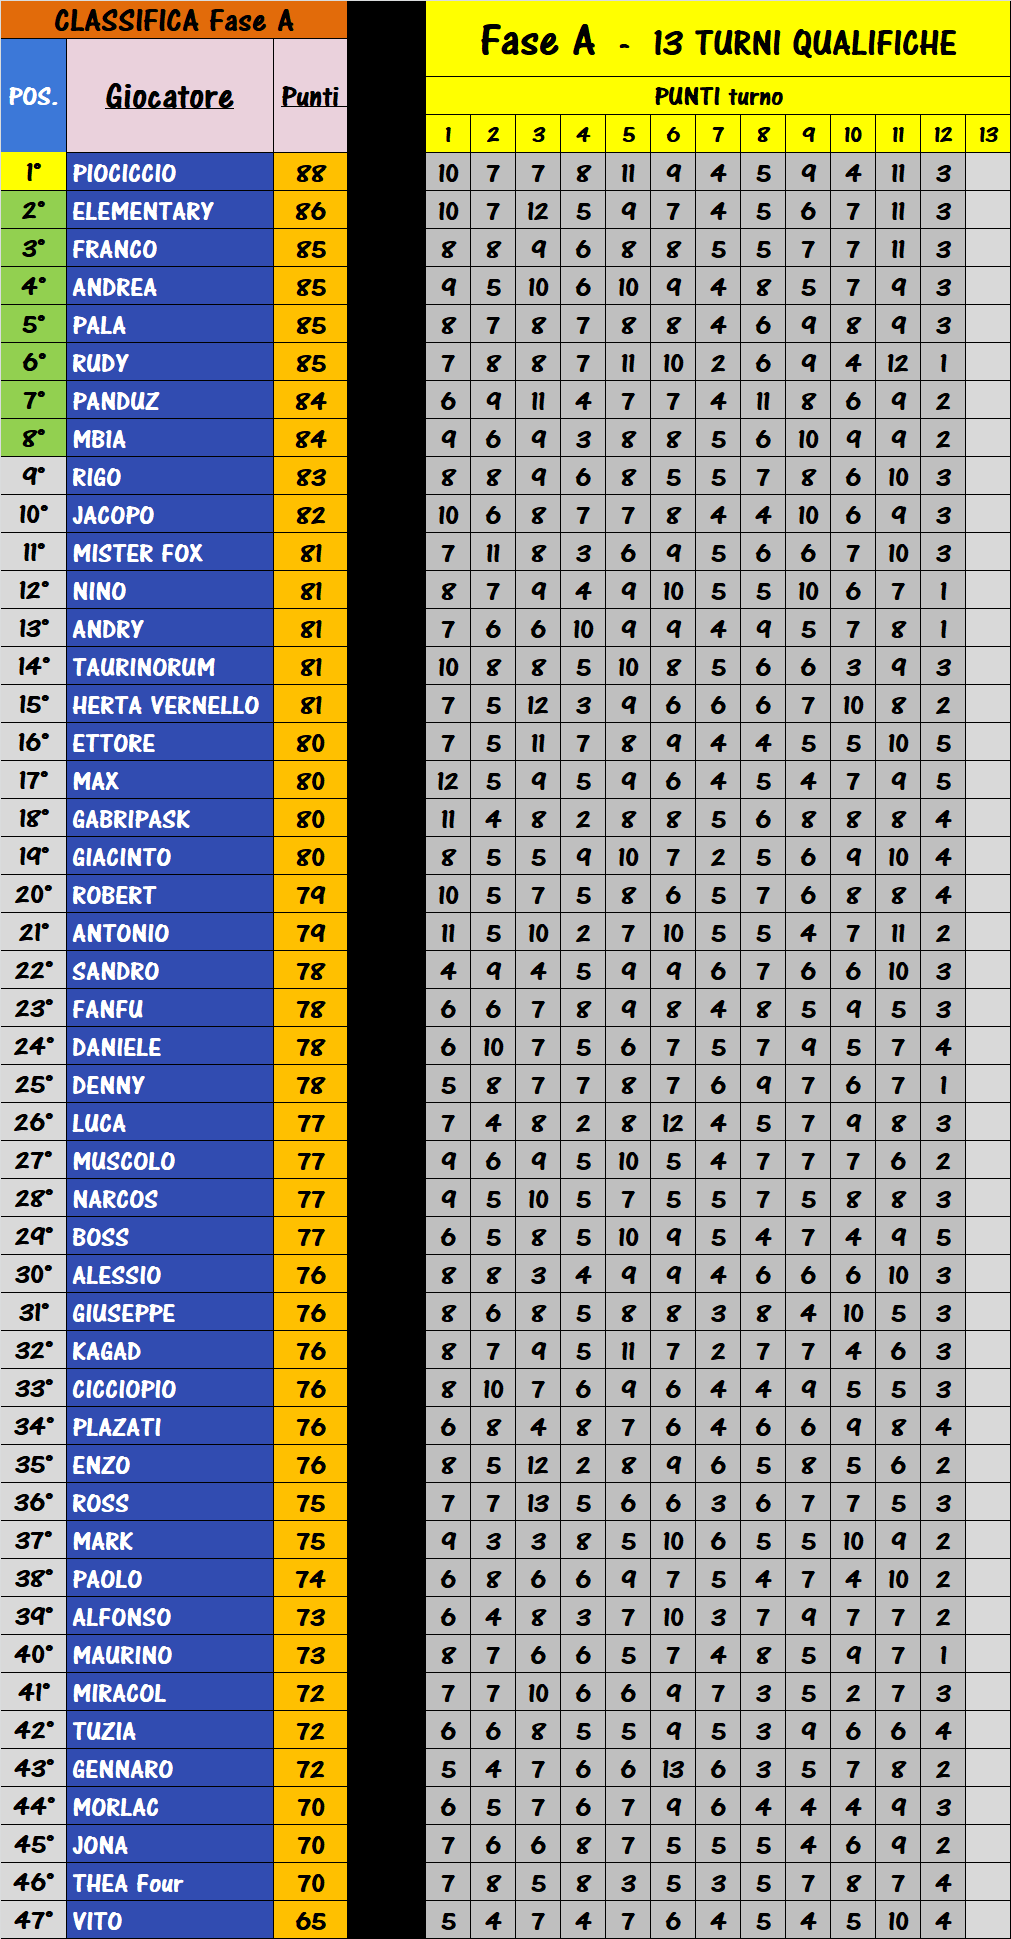 CLASSIFICA Fase A
Fase A - 13 TURNI QUALIFICHE
POS. Giocatore Punti
PUNTI turno
1 2 3 4 5 6 7 8 9 10 11 12 13
1° PIOCICCIO 88 10 7 7 8 11 9 4 5 9 4 11 3
2° ELEMENTARY 86 10 7 12 5 9 7 4 5 6 7 11 3
3° FRANCO 85 8 8 9 6 8 8 5 5 7 7 11 3
4° ANDREA 85 9 5 10 6 10 9 4 8 5 7 9 3
5° PALA 85 8 7 8 7 8 8 4 6 9 8 9 3
6° RUDY 85 7 8 8 7 11 10 2 6 9 4 12 1
7° PANDUZ 84 6 9 11 4 7 7 4 11 8 6 9 2
8° MBIA 84 9 6 9 3 8 8 5 6 10 9 9 2
9° RIGO 83 8 8 9 6 8 5 5 7 8 6 10 3
10° JACOPO 82 10 6 8 7 7 8 4 4 10 6 9 3
11° MISTER FOX 81 7 11 8 3 6 9 5 6 6 7 10 3
12° NINO 81 8 7 9 4 9 10 5 5 10 6 7 1
13° ANDRY 81 7 6 6 10 9 9 4 9 5 7 8 1
14° TAURINORUM 81 10 8 8 5 10 8 5 6 6 3 9 3
15° HERTA VERNELLO 81 7 5 12 3 9 6 6 6 7 10 8 2
16° ETTORE 80 7 5 11 7 8 9 4 4 5 5 10 5
17° MAX 80 12 5 9 5 9 6 4 5 4 7 9 5
18° GABRIPASK 80 11 4 8 2 8 8 5 6 8 8 8 4
19° GIACINTO 80 8 5 5 9 10 7 2 5 6 9 10 4
20° ROBERT 79 10 5 7 5 8 6 5 7 6 8 8 4
21° ANTONIO 79 11 5 10 2 7 10 5 5 4 7 11 2
22° SANDRO 78 4 9 4 5 9 9 6 7 6 6 10 3
23° FANFU 78 6 6 7 8 9 8 4 8 5 9 5 3
24° DANIELE 78 6 10 7 5 6 7 5 7 9 5 7 4
25° DENNY 78 5 8 7 7 8 7 6 9 7 6 7 1
26° LUCA 77 7 4 8 2 8 12 4 5 7 9 8 3
27° MUSCOLO 77 9 6 9 5 10 5 4 7 7 7 6 2
28° NARCOS 77 9 5 10 5 7 5 5 7 5 8 8 3
29° BOSS 77 6 5 8 5 10 9 5 4 7 4 9 5
30° ALESSIO 76 8 8 3 4 9 9 4 6 6 6 10 3
31° GIUSEPPE 76 8 6 8 5 8 8 3 8 4 10 5 3
32° KAGAD 76 8 7 9 5 11 7 2 7 7 4 6 3
33° CICCIOPIO 76 8 10 7 6 9 6 4 4 9 5 5 3
34° PLAZATI 76 6 8 4 8 7 6 4 6 6 9 8 4
35° ENZO 76 8 5 12 2 8 9 6 5 8 5 6 2
36° ROSS 75 7 7 13 5 6 6 3 6 7 7 5 3
37° MARK 75 9 3 3 8 5 10 6 5 5 10 9 2
38° PAOLO 74 6 8 6 6 9 7 5 4 7 4 10 2
39° ALFONSO 73 6 4 8 3 7 10 3 7 9 7 7 2
40° MAURINO 73 8 7 6 6 5 7 4 8 5 9 7 1
41° MIRACOL 72 7 7 10 6 6 9 7 3 5 2 7 3
42° TUZIA 72 6 6 8 5 5 9 5 3 9 6 6 4
43° GENNARO 72 5 4 7 6 6 13 6 3 5 7 8 2
44° MORLAC 70 6 5 7 6 7 9 6 4 4 4 9 3
45° JONA 70 7 6 6 8 7 5 5 5 4 6 9 2
46° THEA Four 70 7 8 5 8 3 5 3 5 7 8 7 4
47° VITO 65 5 4 7 4 7 6 4 5 4 5 10 4